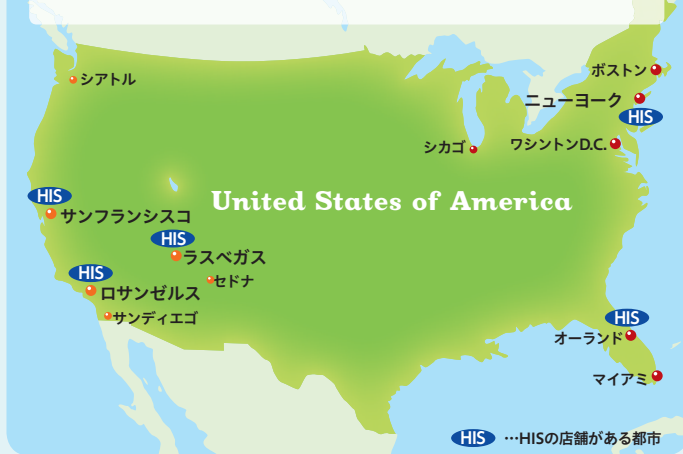 シアトル
ボストン
ニューヨーク
HIS
シカゴ
ワシントンD.C.
HIS
サンフランシスコ
United States of America
HIS
ラスベガス
セドナ
HIS
ロサンゼルス
サンディエゴ
HIS
オーランド
マイアミ
HIS …HISの店舗がある都市